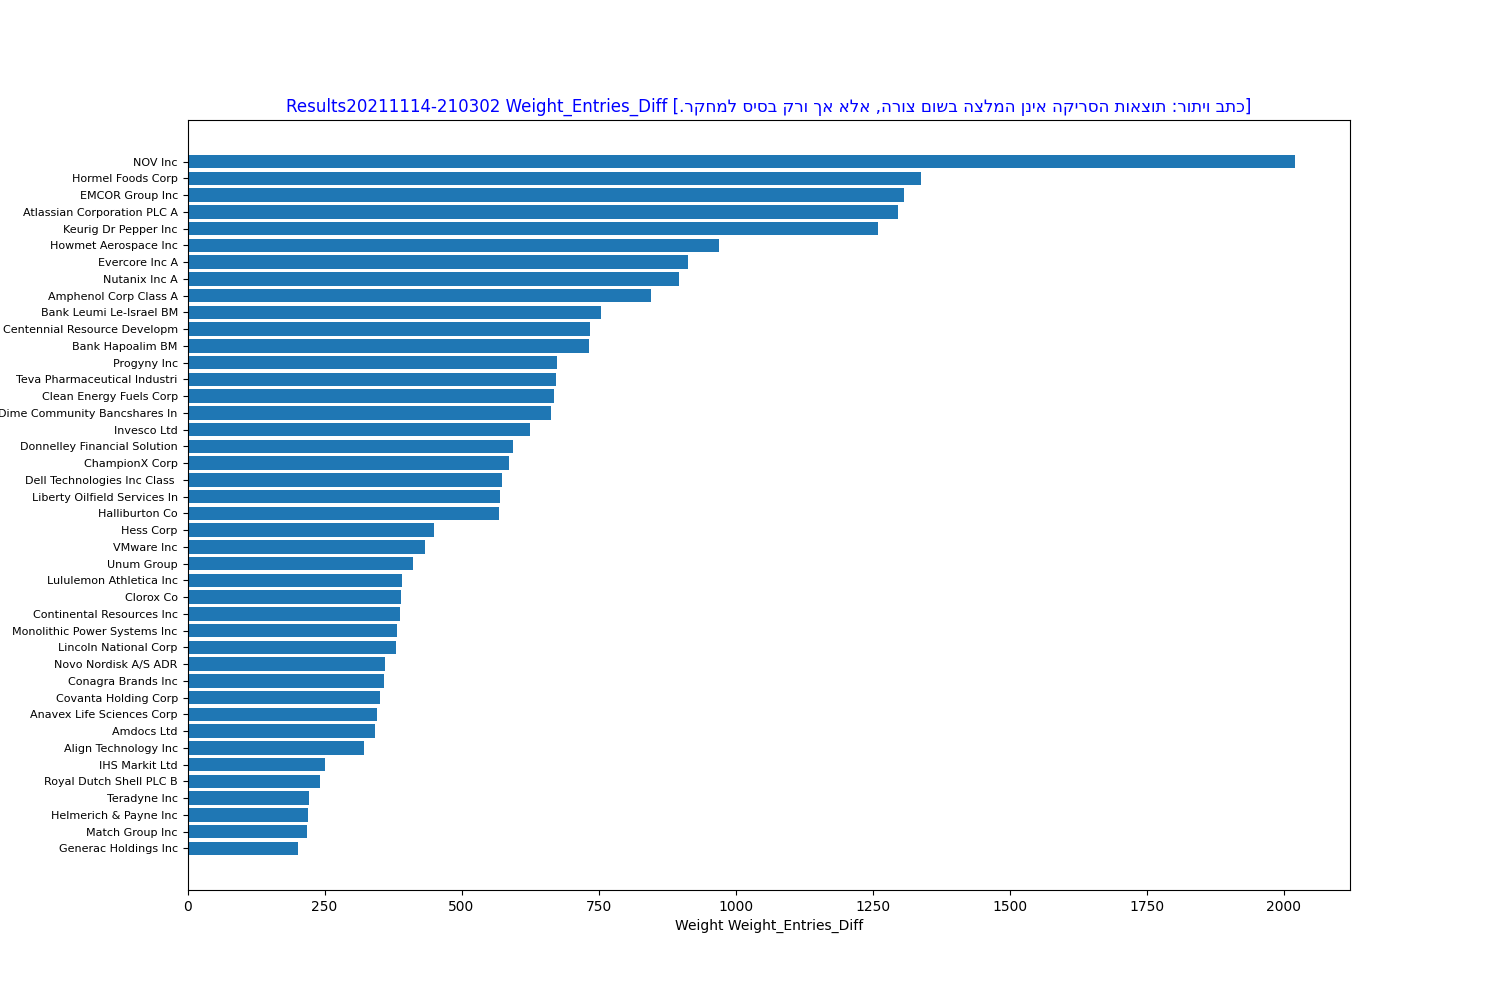 Results20211114-210302 Weight_Entries_Diff [כתב ויתור: תוצאות הסריקה אינן המלצה בשום צורה, אלא אך ורק בסיס למחקר.]
NOV Inc
Hormel Foods Corp
EMCOR Group Inc
Atlassian Corporation PLC A
Keurig Dr Pepper Inc
Howmet Aerospace Inc
Evercore Inc A
Nutanix Inc A
Amphenol Corp Class A
Bank Leumi Le-Israel BM
Centennial Resource Developm
Bank Hapoalim BM
Progyny Inc
Teva Pharmaceutical Industri
Clean Energy Fuels Corp
Dime Community Bancshares In
Invesco Ltd
Donnelley Financial Solution
ChampionX Corp
Dell Technologies Inc Class
Liberty Oilfield Services In
Halliburton Co
Hess Corp
VMware Inc
Unum Group
Lululemon Athletica Inc
Clorox Co
Continental Resources Inc
Monolithic Power Systems Inc
Lincoln National Corp
Novo Nordisk A/S ADR
Conagra Brands Inc
Covanta Holding Corp
Anavex Life Sciences Corp
Amdocs Ltd
Align Technology Inc
IHS Markit Ltd
Royal Dutch Shell PLC B
Teradyne Inc
Helmerich & Payne Inc
Match Group Inc
Generac Holdings Inc
0 250 500 750 1000 1250 1500 1750 2000
Weight Weight_Entries_Diff